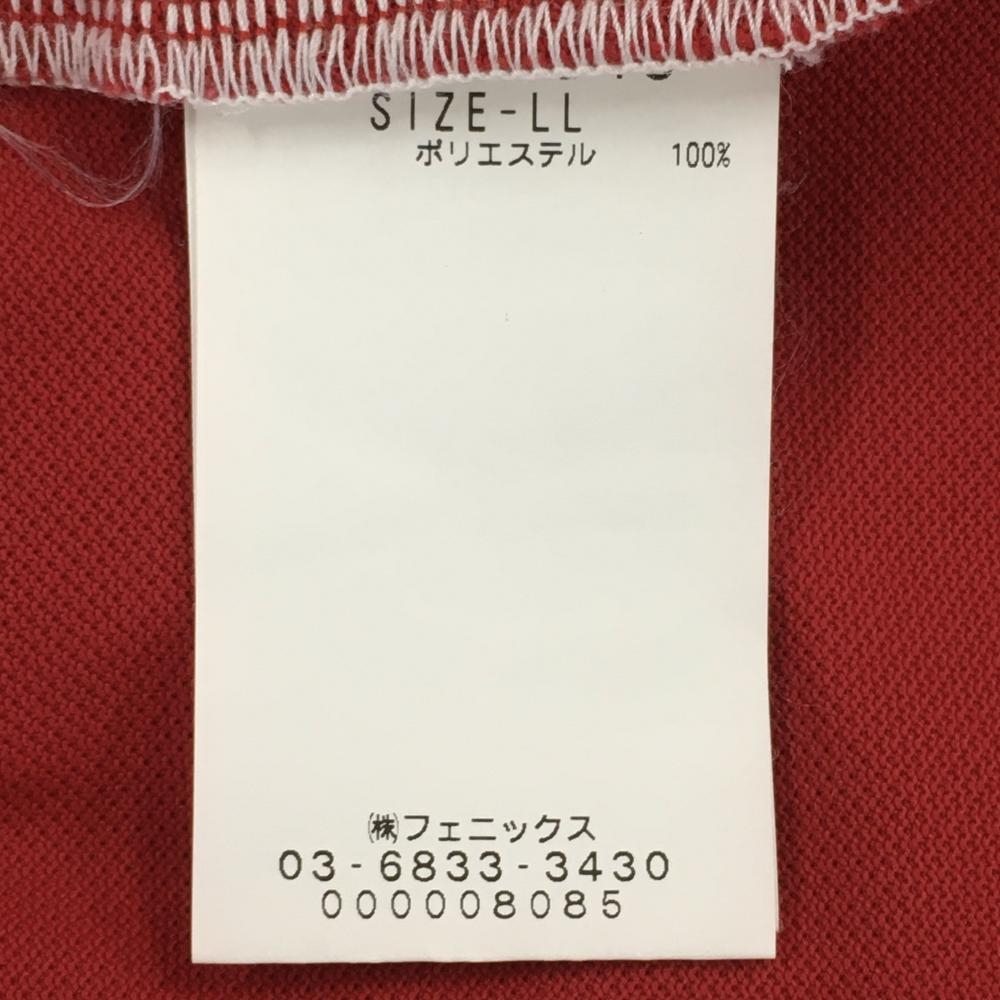 SIZE-LL
ポリエステル 100%
㈱フェニックス
03-6833-3430
000008085